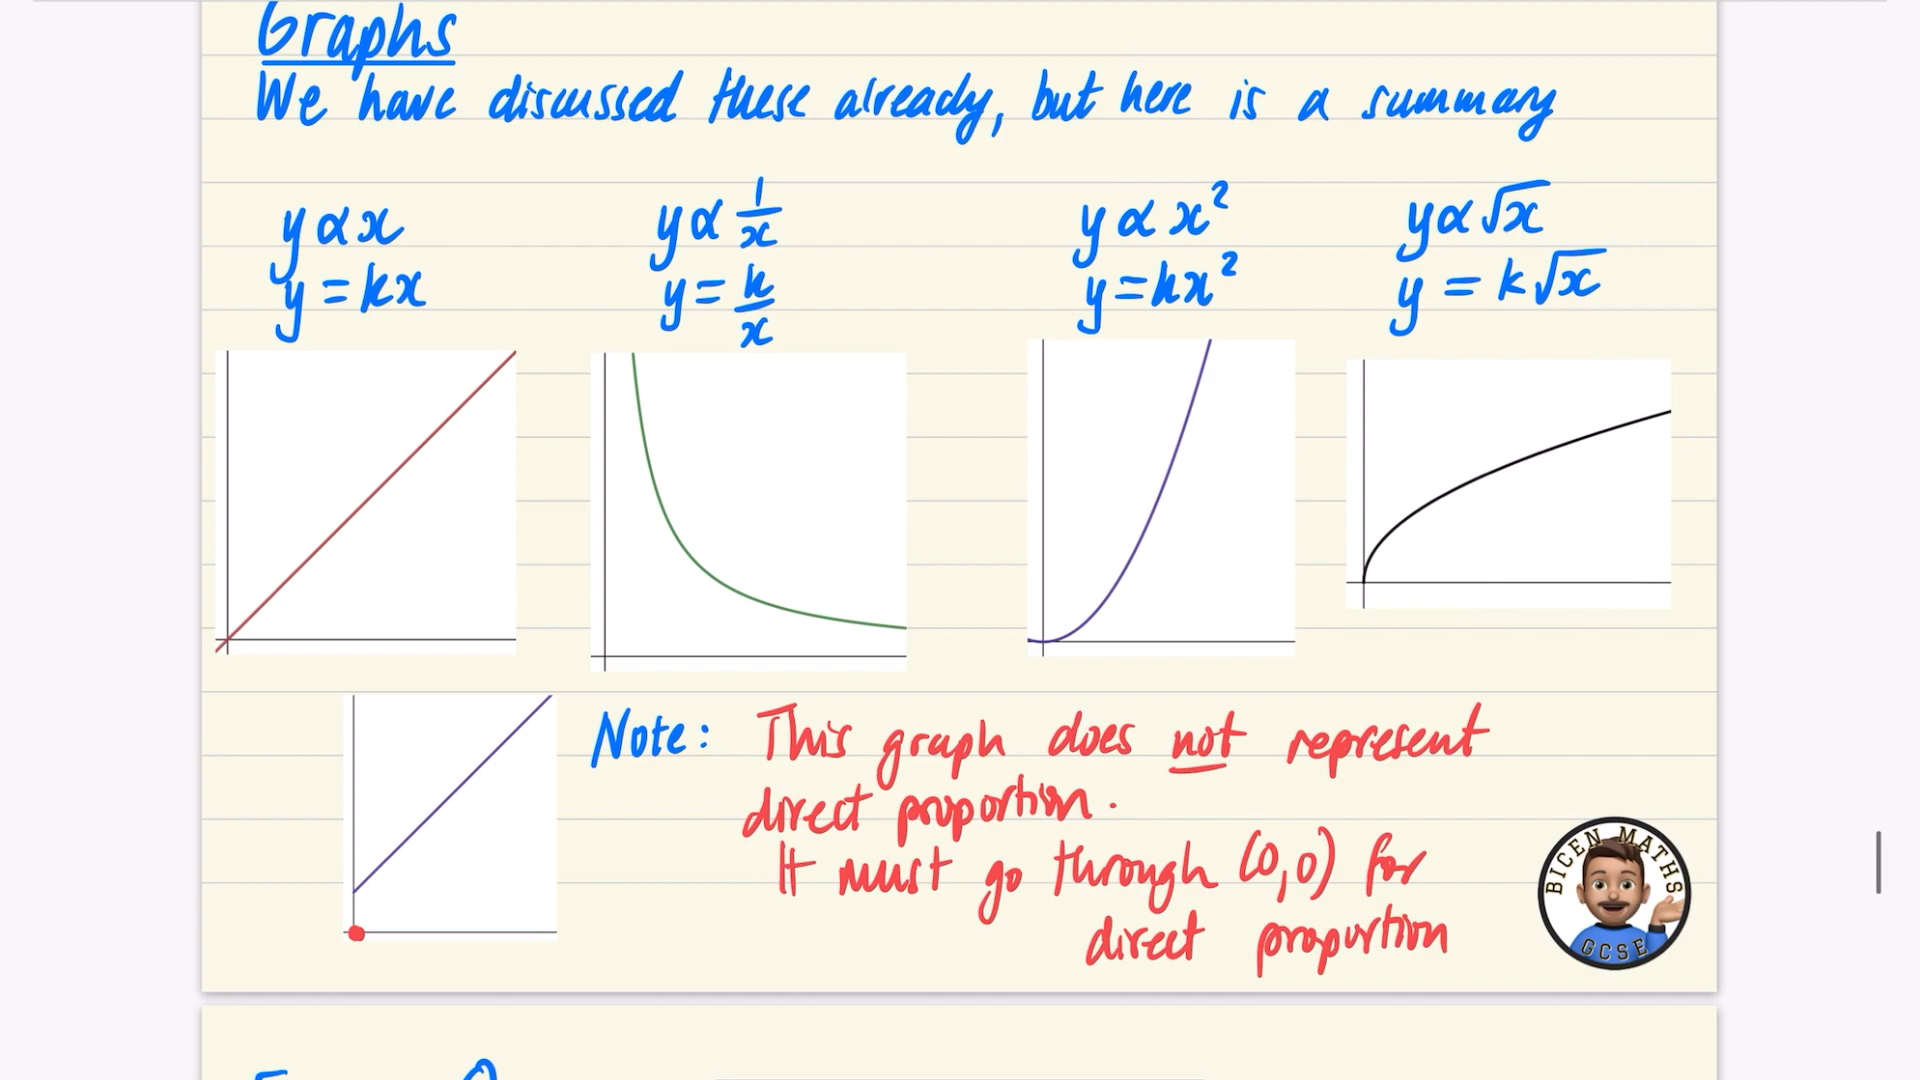 Graphs
We have discussed these already, but here is a summary
y ∝ x
y = kx
y ∝ 1/x
y = k/x
y ∝ x²
y = kx²
y ∝ √x
y = k√x
Note: This graph does not represent
direct proportion.
It must go through (0,0) for
direct proportion
BICEN MATHS
GCSE